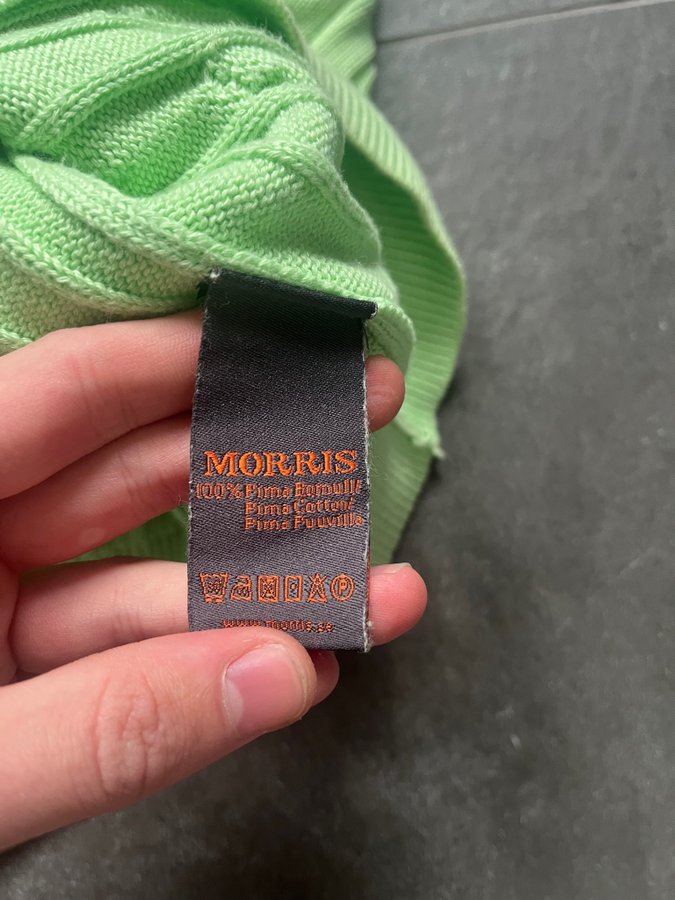 MORRIS
100% Pima Bomull/
Pima Cotton/
Pima Puuvilla
www.morris.se